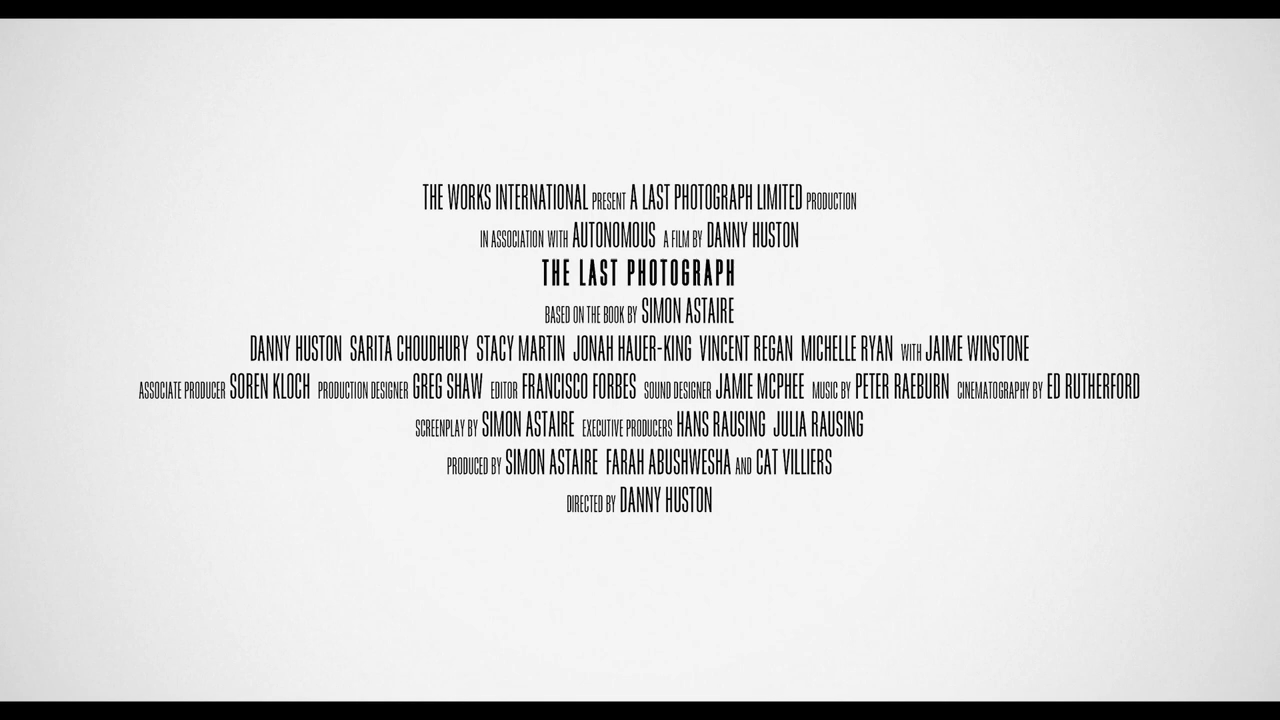 THE WORKS INTERNATIONAL PRESENT A LAST PHOTOGRAPH LIMITED PRODUCTION
IN ASSOCIATION WITH AUTONOMOUS A FILM BY DANNY HUSTON
THE LAST PHOTOGRAPH
BASED ON THE BOOK BY SIMON ASTAIRE
DANNY HUSTON SARITA CHOUDHURY STACY MARTIN JONAH HAUER-KING VINCENT REGAN MICHELLE RYAN WITH JAIME WINSTONE
ASSOCIATE PRODUCER SOREN KLOCH PRODUCTION DESIGNER GREG SHAW EDITOR FRANCISCO FORBES SOUND DESIGNER JAMIE MCPHEE MUSIC BY PETER RAEBURN CINEMATOGRAPHY BY ED RUTHERFORD
SCREENPLAY BY SIMON ASTAIRE EXECUTIVE PRODUCERS HANS RAUSING JULIA RAUSING
PRODUCED BY SIMON ASTAIRE FARAH ABUSHWESHA AND CAT VILLIERS
DIRECTED BY DANNY HUSTON